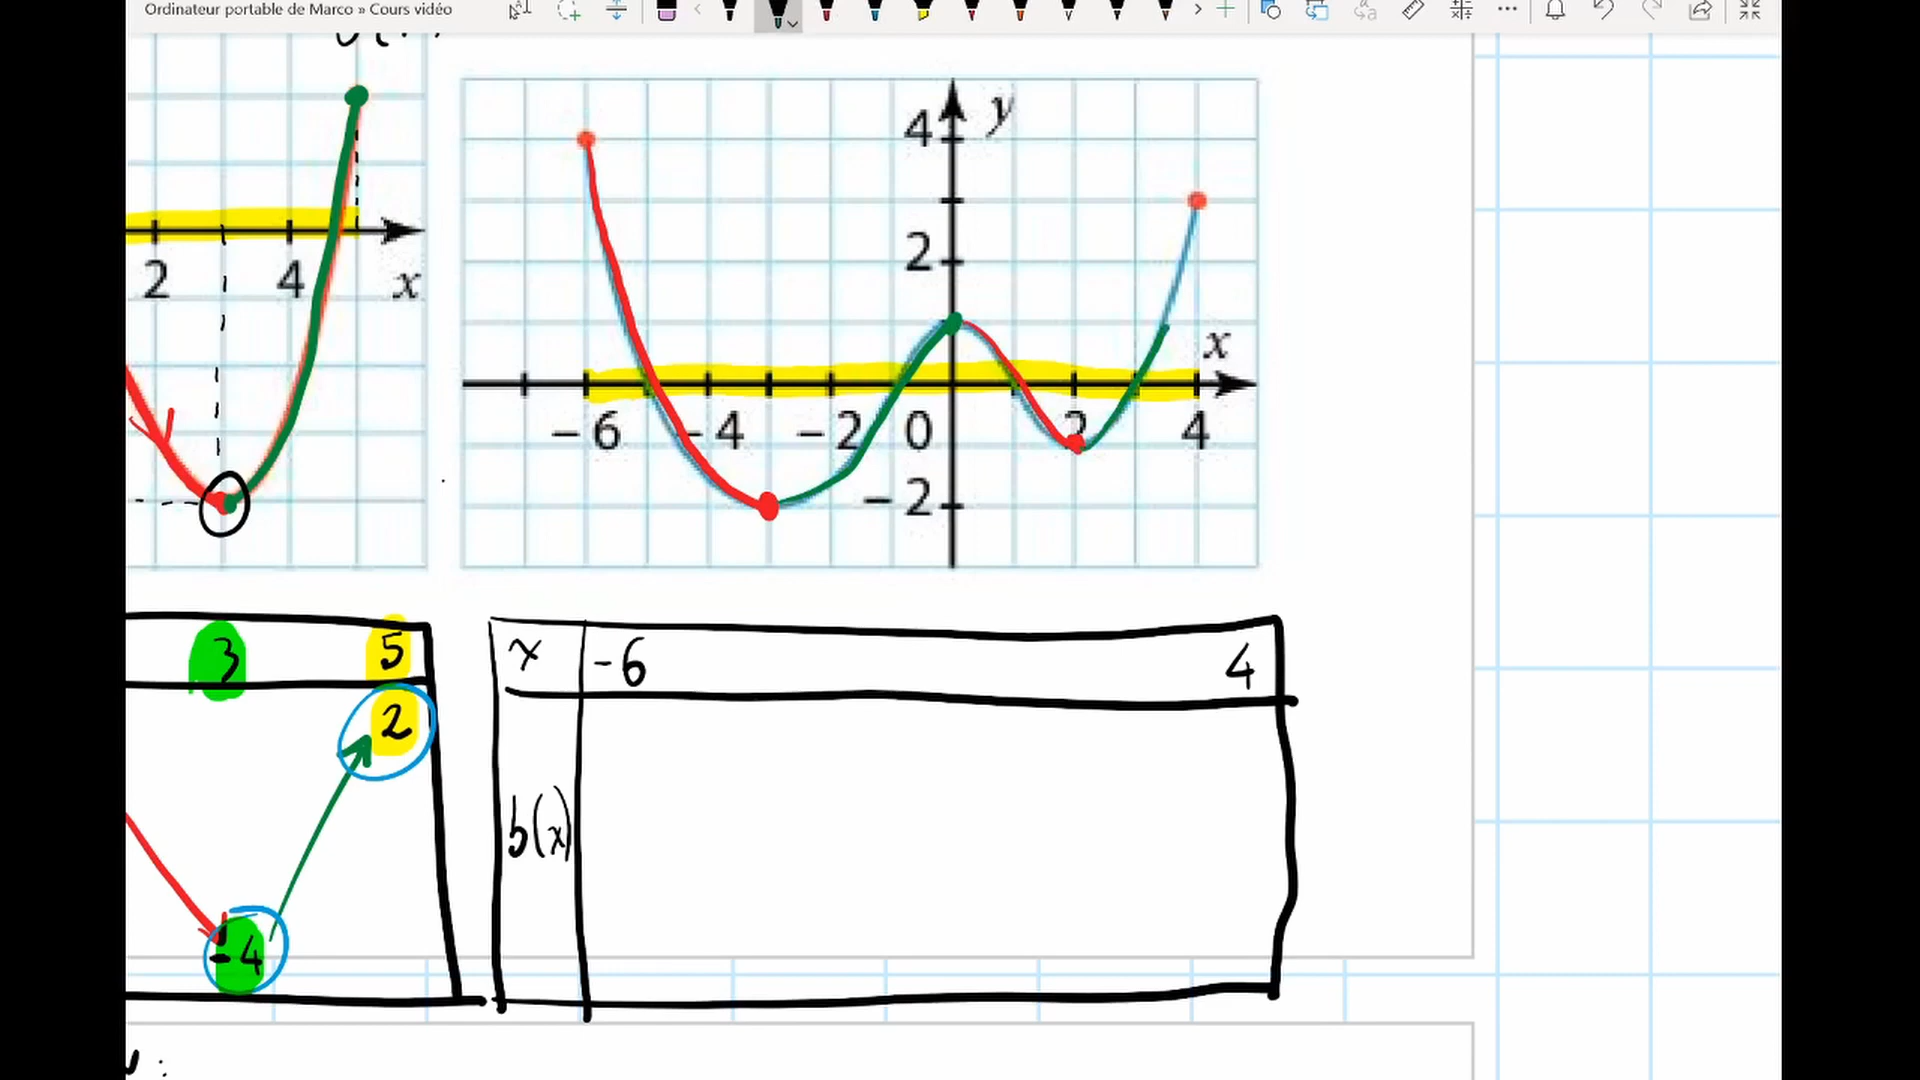 Ordinateur portable de Marco » Cours vidéo
2 4 x
4 y
2
x
-6 -4 -2 0 2 4
-2
3 5
2
-4
x -6 4
b(x)
: